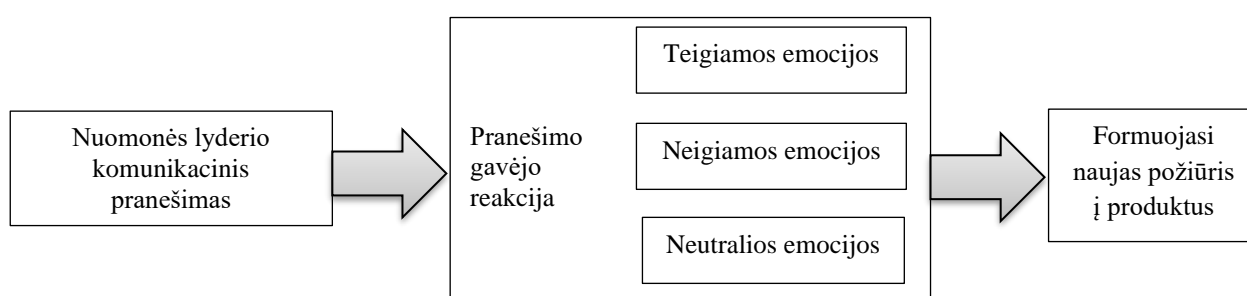 Nuomonės lyderio
komunikacinis
pranešimas
Pranešimo
gavėjo
reakcija
Teigiamos emocijos
Neigiamos emocijos
Neutralios emocijos
Formuojasi
naujas požiūris
į produktus